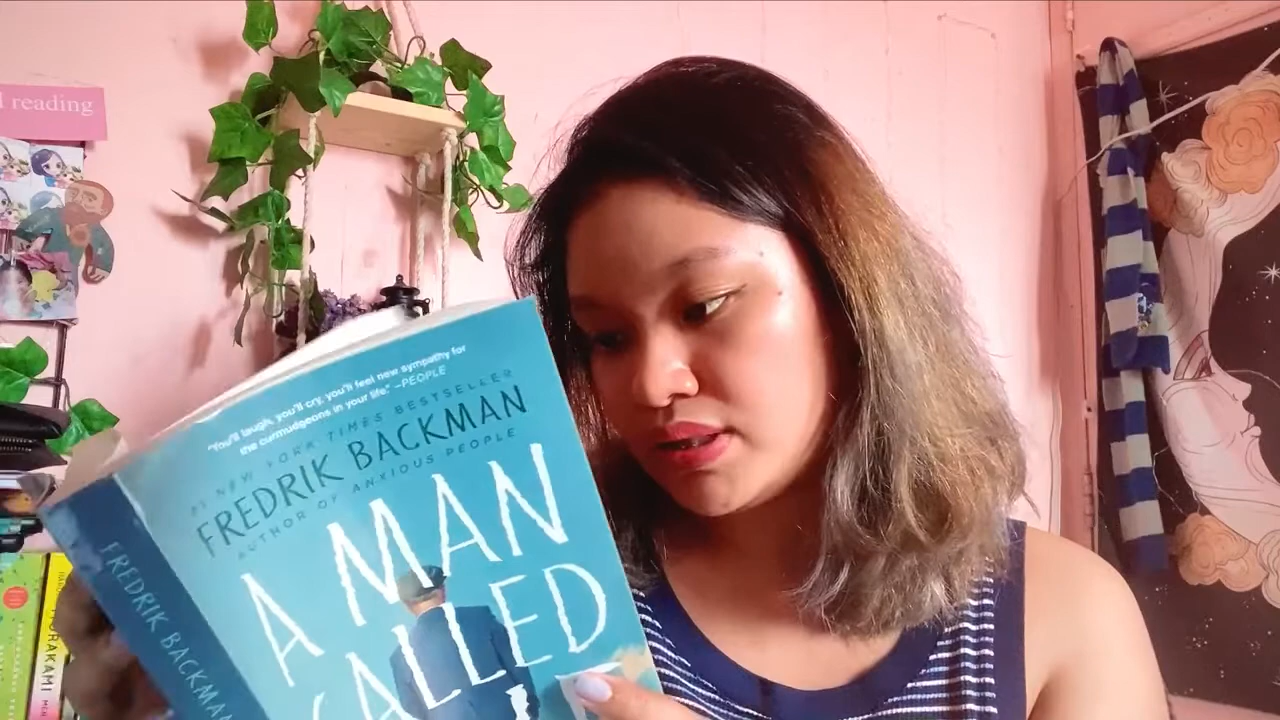 l reading
"You'll laugh, you'll cry, you'll feel new sympathy for
the curmudgeons in your life." —PEOPLE
#1 NEW YORK TIMES BESTSELLER
FREDRIK BACKMAN
AUTHOR OF ANXIOUS PEOPLE
A MAN
CALLED
FREDRIK BACKMAN
MURAKAMI